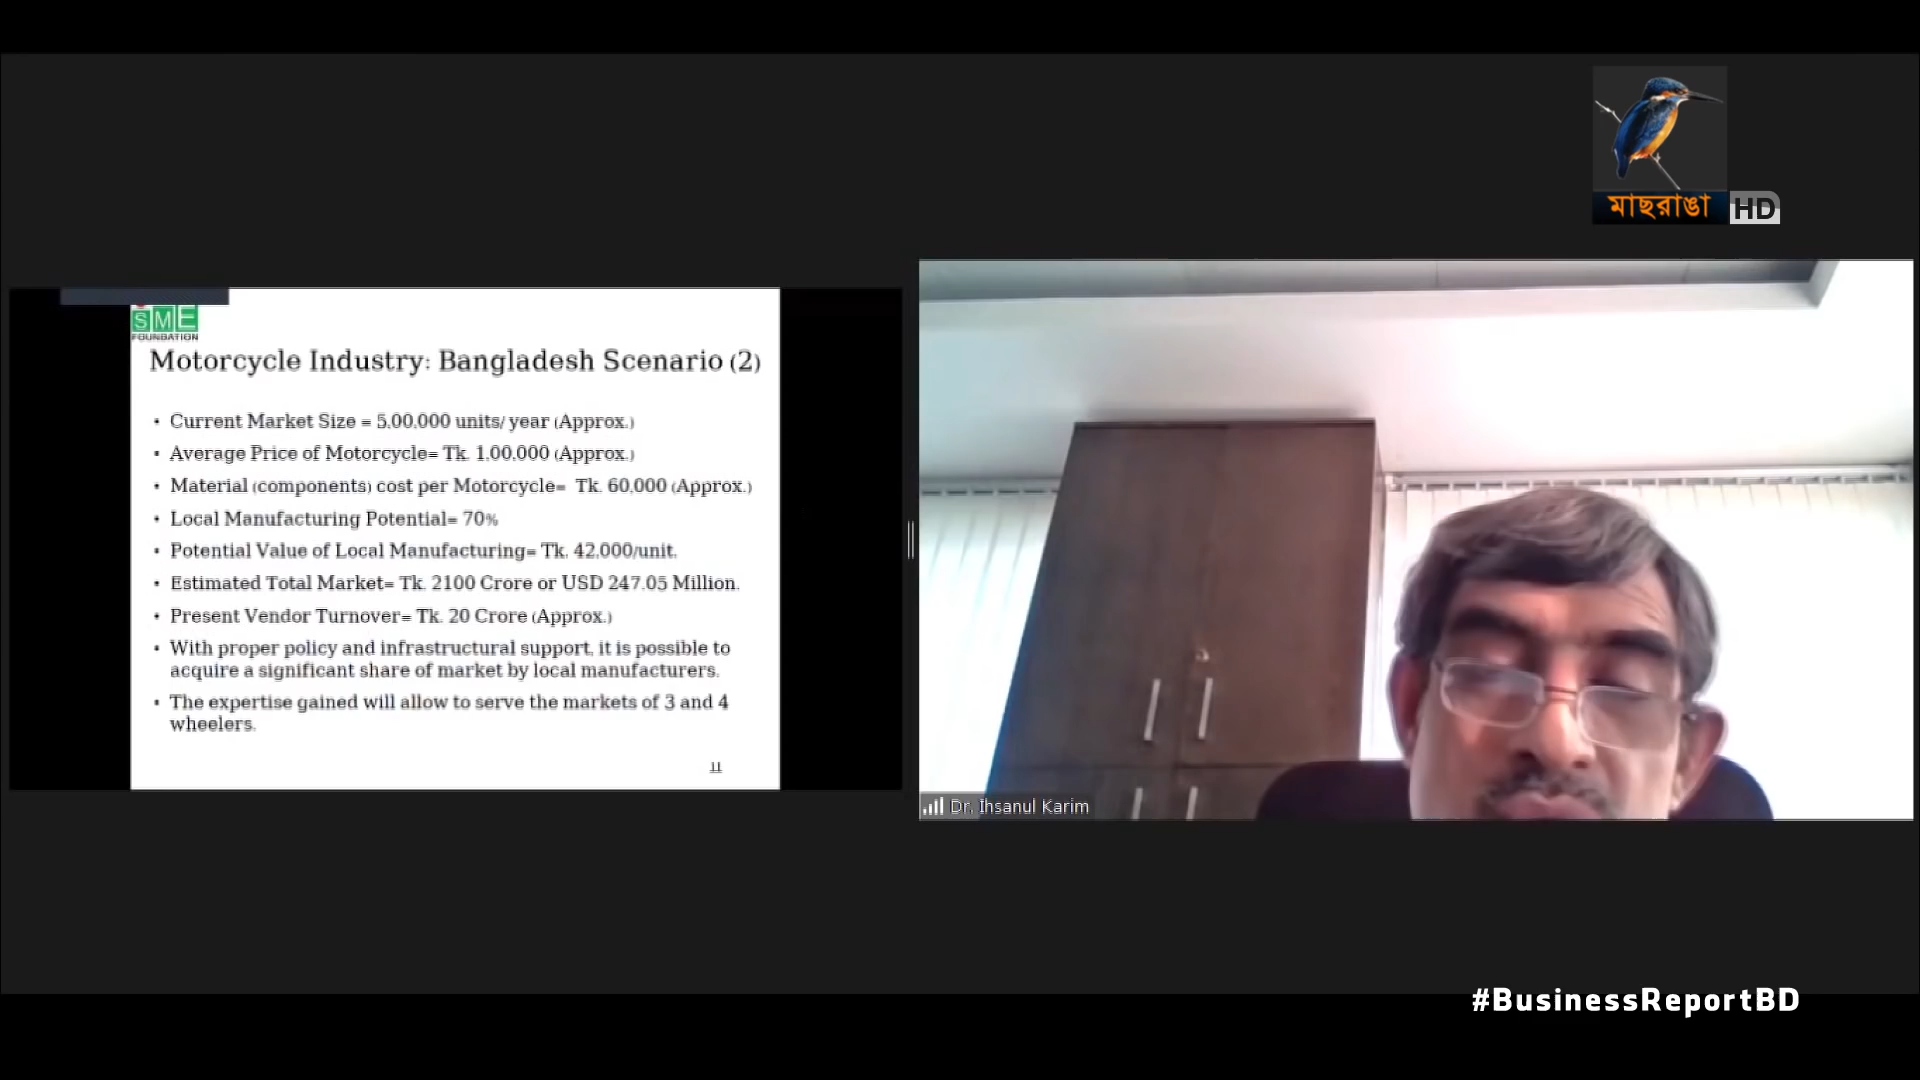 মাছরাঙা HD
SME
FOUNDATION
Motorcycle Industry: Bangladesh Scenario (2)
• Current Market Size = 5,00,000 units/ year (Approx.)
• Average Price of Motorcycle= Tk. 1,00,000 (Approx.)
• Material (components) cost per Motorcycle= Tk. 60,000 (Approx.)
• Local Manufacturing Potential= 70%
• Potential Value of Local Manufacturing= Tk. 42,000/unit.
• Estimated Total Market= Tk. 2100 Crore or USD 247.05 Million.
• Present Vendor Turnover= Tk. 20 Crore (Approx.)
• With proper policy and infrastructural support, it is possible to
acquire a significant share of market by local manufacturers.
• The expertise gained will allow to serve the markets of 3 and 4
wheelers.
11
Dr. Ihsanul Karim
#BusinessReportBD